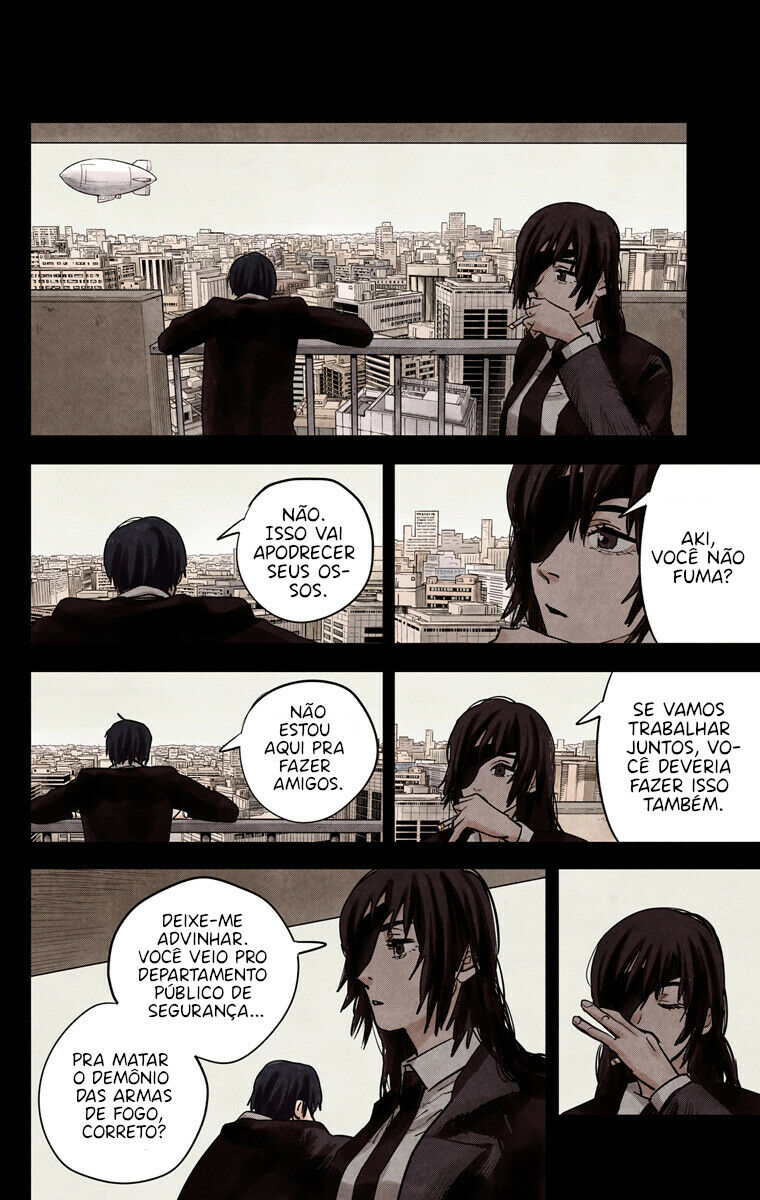 AKI,
VOCÊ NÃO
FUMA?
NÃO.
ISSO VAI
APODRECER
SEUS OS-
SOS.
SE VAMOS
TRABALHAR
JUNTOS, VO-
CÊ DEVERIA
FAZER ISSO
TAMBÉM.
NÃO
ESTOU
AQUI PRA
FAZER
AMIGOS.
DEIXE-ME
ADVINHAR.
VOCÊ VEIO PRO
DEPARTAMENTO
PÚBLICO DE
SEGURANÇA...
PRA MATAR
O DEMÔNIO
DAS ARMAS
DE FOGO,
CORRETO?